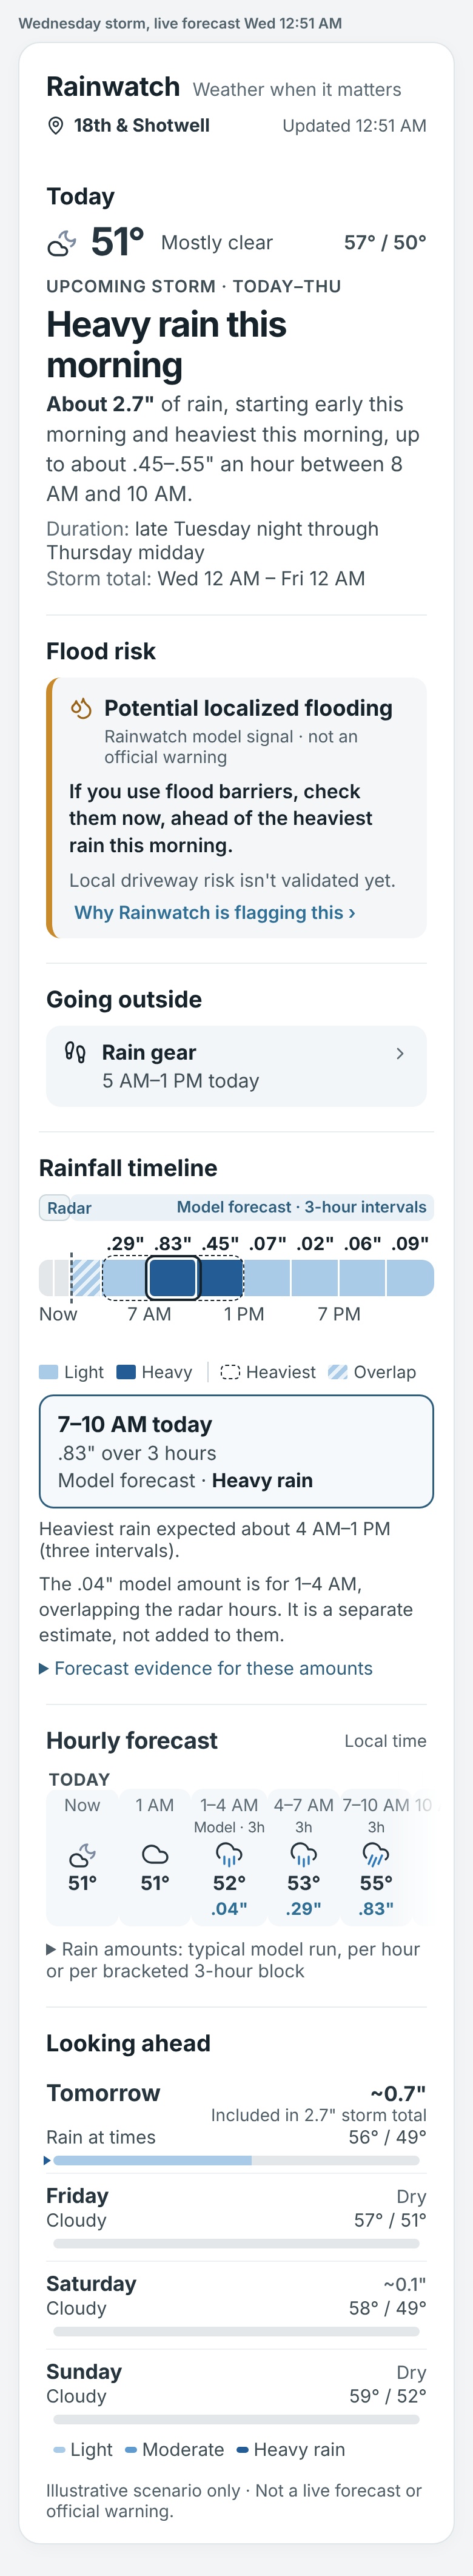 Wednesday storm, live forecast Wed 12:51 AM
Rainwatch Weather when it matters
18th & Shotwell Updated 12:51 AM
Today
51° Mostly clear 57° / 50°
UPCOMING STORM · TODAY–THU
Heavy rain this
morning
About 2.7" of rain, starting early this
morning and heaviest this morning, up
to about .45–.55" an hour between 8
AM and 10 AM.
Duration: late Tuesday night through
Thursday midday
Storm total: Wed 12 AM – Fri 12 AM
Flood risk
Potential localized flooding
Rainwatch model signal · not an
official warning
If you use flood barriers, check
them now, ahead of the heaviest
rain this morning.
Local driveway risk isn't validated yet.
Why Rainwatch is flagging this ›
Going outside
Rain gear
5 AM–1 PM today
Rainfall timeline
Radar Model forecast · 3-hour intervals
.29" .83" .45" .07" .02" .06" .09"
Now 7 AM 1 PM 7 PM
Light Heavy Heaviest Overlap
7–10 AM today
.83" over 3 hours
Model forecast · Heavy rain
Heaviest rain expected about 4 AM–1 PM
(three intervals).
The .04" model amount is for 1–4 AM,
overlapping the radar hours. It is a separate
estimate, not added to them.
Forecast evidence for these amounts
Hourly forecast Local time
TODAY
Now 1 AM 1–4 AM 4–7 AM 7–10 AM 10
Model · 3h 3h 3h
51° 51° 52° 53° 55°
.04" .29" .83"
Rain amounts: typical model run, per hour
or per bracketed 3-hour block
Looking ahead
Tomorrow ~0.7"
Included in 2.7" storm total
Rain at times 56° / 49°
Friday Dry
Cloudy 57° / 51°
Saturday ~0.1"
Cloudy 58° / 49°
Sunday Dry
Cloudy 59° / 52°
Light Moderate Heavy rain
Illustrative scenario only · Not a live forecast or
official warning.